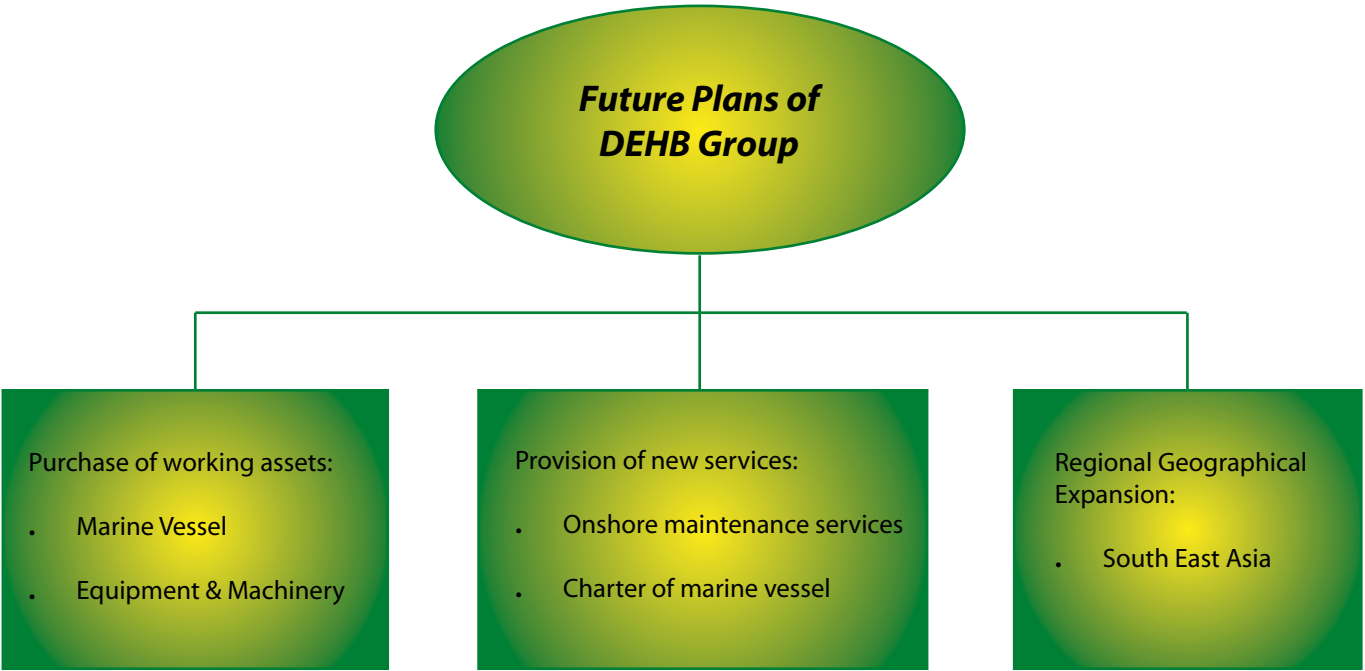 Future Plans of
DEHB Group
Purchase of working assets:
. Marine Vessel
. Equipment & Machinery
Provision of new services:
. Onshore maintenance services
. Charter of marine vessel
Regional Geographical
Expansion:
. South East Asia